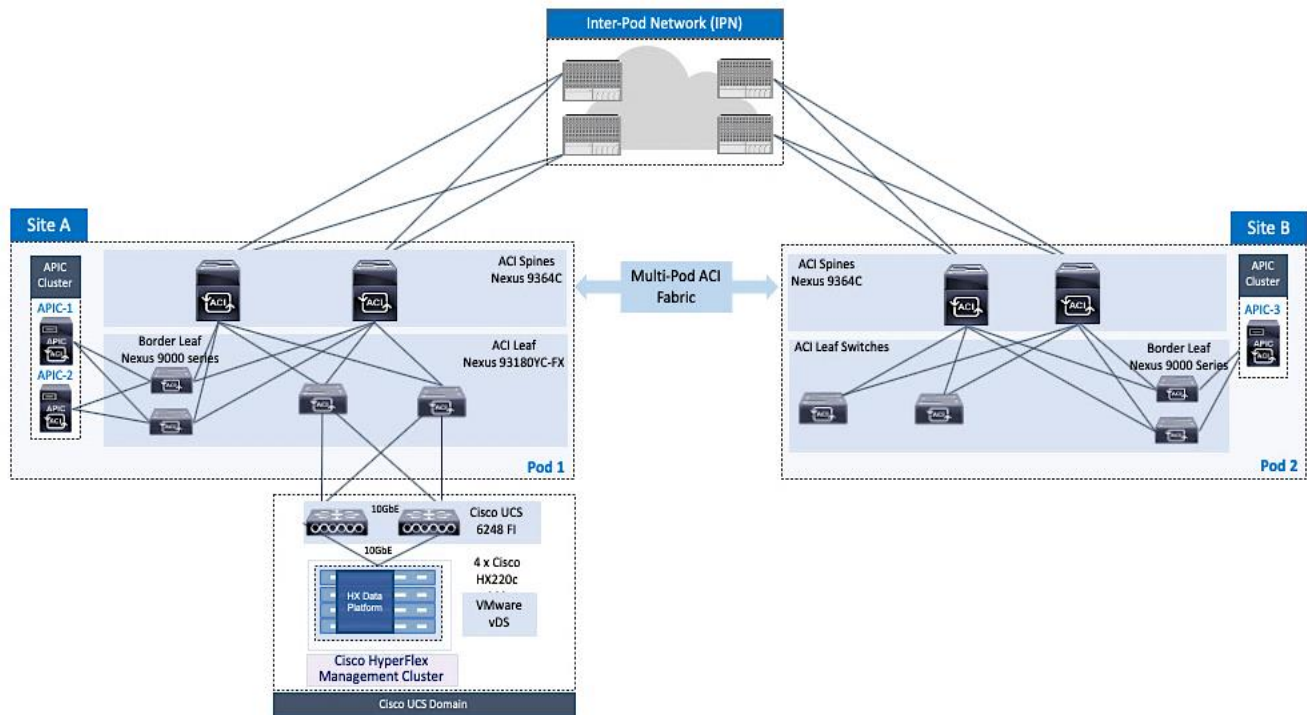 Inter-Pod Network (IPN)
Site A
Site B
APIC
Cluster
APIC-1
APIC
ACI
APIC-2
APIC
ACI
ACI Spines
Nexus 9364C
ACI
ACI
Border Leaf
Nexus 9000 series
ACI Leaf
Nexus 93180YC-FX
ACI
ACI
ACI
ACI
Pod 1
Multi-Pod ACI
Fabric
ACI Spines
Nexus 9364C
ACI
ACI
APIC
Cluster
APIC-3
APIC
ACI
ACI Leaf Switches
Border Leaf
Nexus 9000 Series
ACI
ACI
ACI
ACI
Pod 2
10GbE
Cisco UCS
6248 FI
10GbE
4 x Cisco
HX220c
HX Data
Platform
VMware
vDS
Cisco HyperFlex
Management Cluster
Cisco UCS Domain